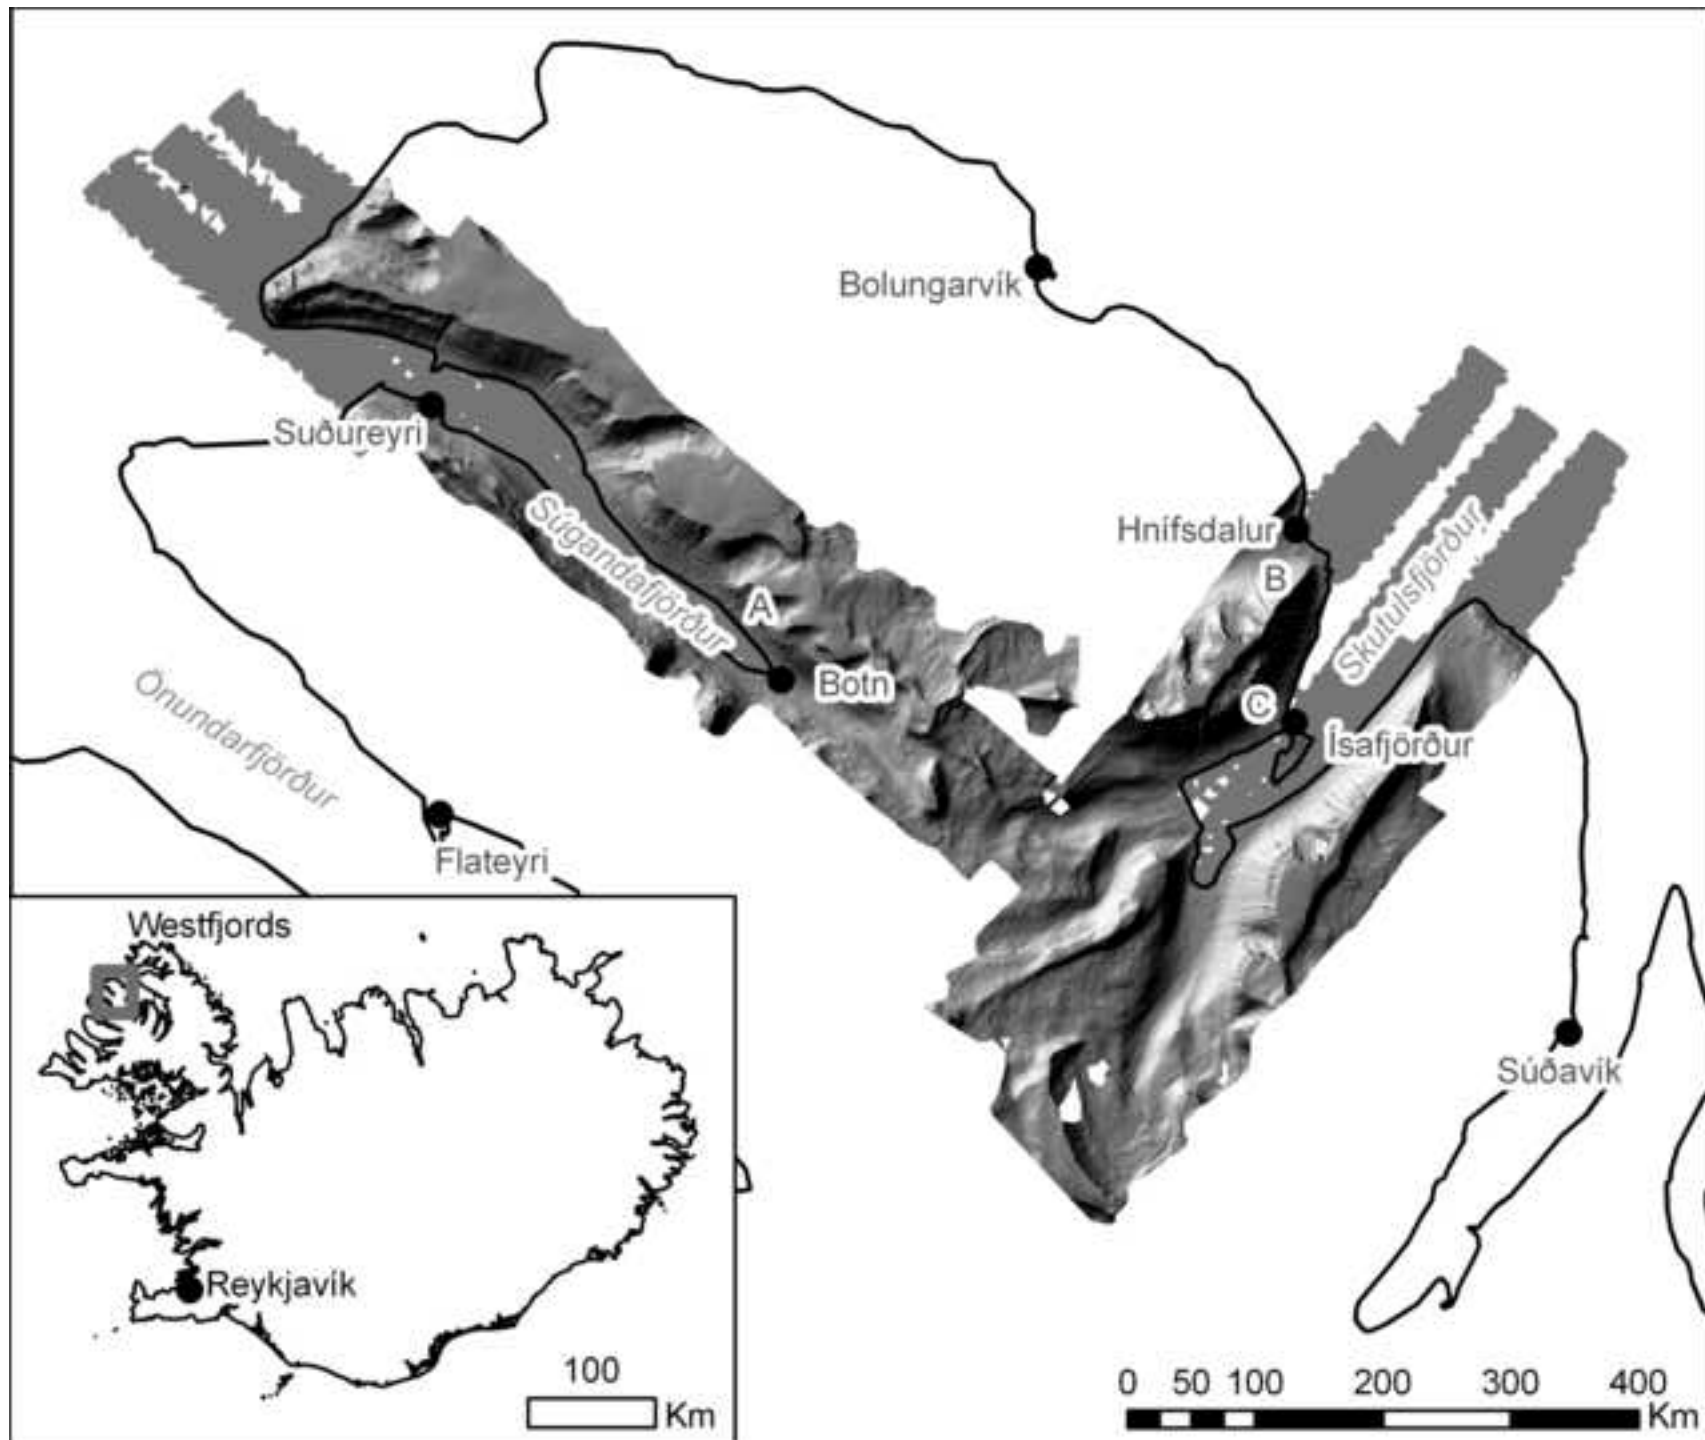 Bolungarvík
Suðureyri
Súgandafjörður
Hnífsdalur
B
Skutulsfjörður
A
Botn
C
Ísafjörður
Önundarfjörður
Flateyri
Westfjords
Súðavík
Reykjavík
100
Km
0 50 100 200 300 400
Km